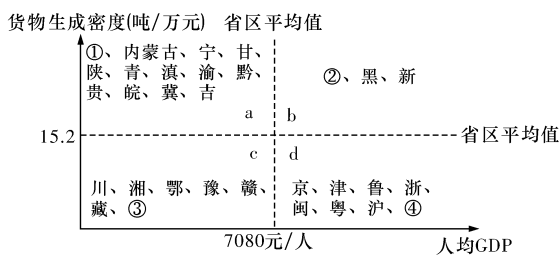 货物生成密度(吨/万元) 省区平均值
①、内蒙古、宁、甘、
陕、青、滇、渝、黔、
贵、皖、冀、吉
②、黑、新
a b
15.2 省区平均值
c d
川、湘、鄂、豫、赣、
藏、③
京、津、鲁、浙、
闽、粤、沪、④
7080元/人
人均GDP